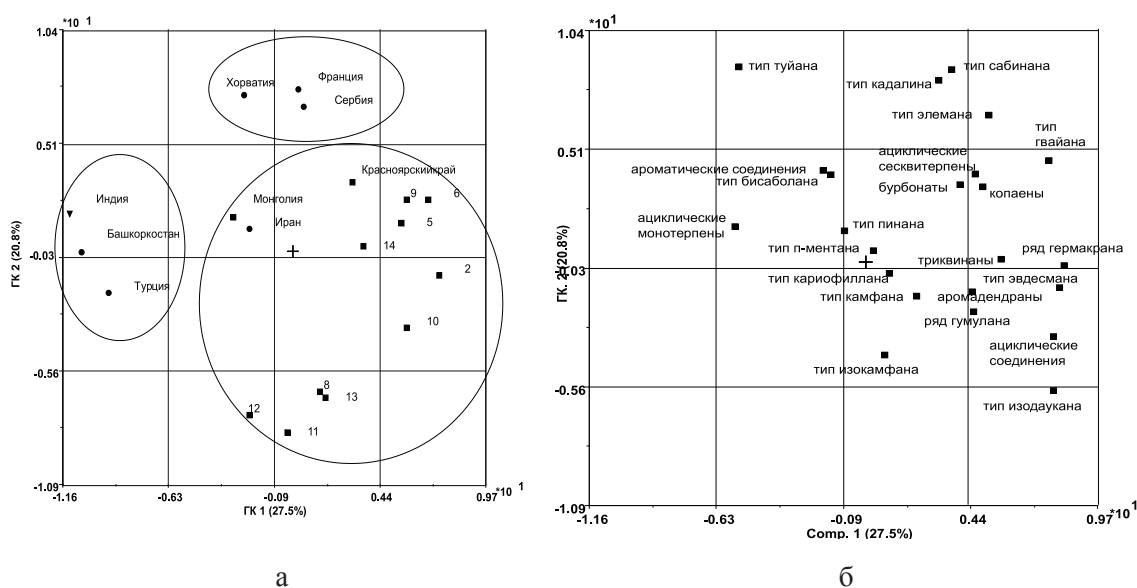 *10 1
1.04
Хорватия
Франция
Сербия
0.51
Красноярскийкрай
9
6
Индия
Монголия
5
Башкоркостан
Иран
14
-0.03
2
Турция
10
-0.56
8
13
12
11
-1.09
-1.16
-0.63
-0.09
0.44
0.97
*10 1
ГК 1 (27.5%)
ГК 2 (20.8%)
а
*10 1
1.04
тип туйана
тип сабинана
тип кадалина
тип элемана
тип
гвайана
0.51
ациклические
сесквитерпены
ароматические соединения
тип бисаболана
бурбонаты
копаены
ациклические
монотерпены
тип пинана
тип п-ментана
триквинаны
ряд гермакрана
-0.03
тип кариофиллана
тип эвдесмана
тип камфана
аромадендраны
ряд гумулана
тип изокамфана
ациклические
соединения
-0.56
тип изодаукана
-1.09
-1.16
-0.63
-0.09
0.44
0.97
*10 1
Comp. 1 (27.5%)
ГК. 2 (20.8%)
б